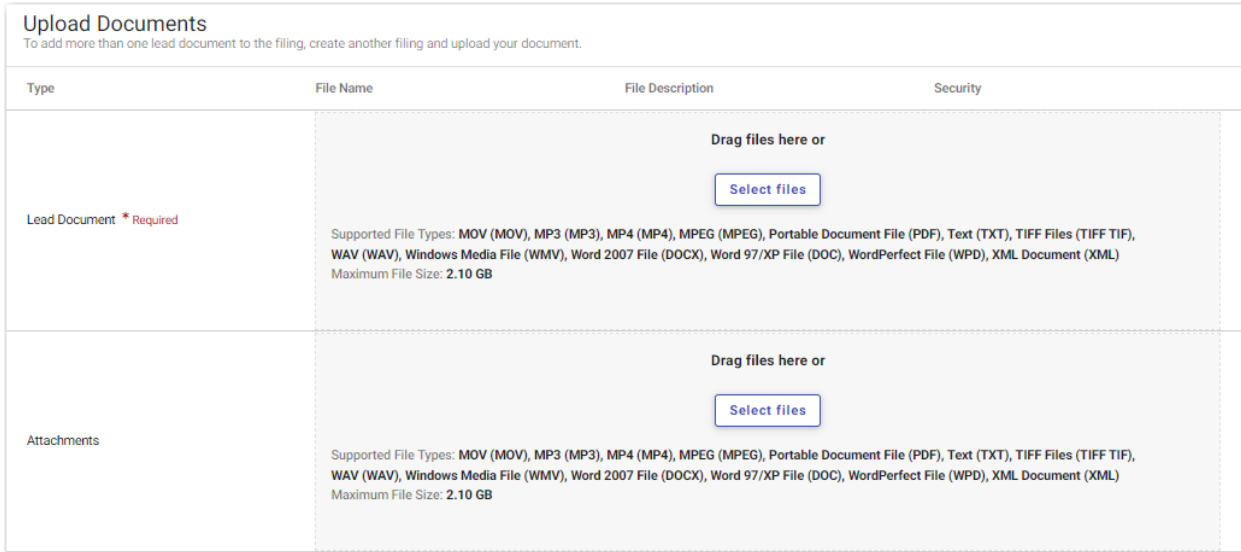 Upload Documents
To add more than one lead document to the filing, create another filing and upload your document.
Type File Name File Description Security
Drag files here or
Select files
Lead Document * Required
Supported File Types: MOV (MOV), MP3 (MP3), MP4 (MP4), MPEG (MPEG), Portable Document File (PDF), Text (TXT), TIFF Files (TIFF TIF),
WAV (WAV), Windows Media File (WMV), Word 2007 File (DOCX), Word 97/XP File (DOC), WordPerfect File (WPD), XML Document (XML)
Maximum File Size: 2.10 GB
Drag files here or
Select files
Attachments
Supported File Types: MOV (MOV), MP3 (MP3), MP4 (MP4), MPEG (MPEG), Portable Document File (PDF), Text (TXT), TIFF Files (TIFF TIF),
WAV (WAV), Windows Media File (WMV), Word 2007 File (DOCX), Word 97/XP File (DOC), WordPerfect File (WPD), XML Document (XML)
Maximum File Size: 2.10 GB